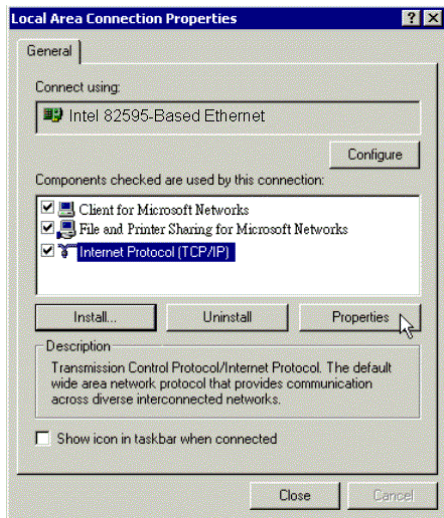 Local Area Connection Properties
General
Connect using:
Intel 82595-Based Ethernet
Configure
Components checked are used by this connection:
Client for Microsoft Networks
File and Printer Sharing for Microsoft Networks
Internet Protocol (TCP/IP)
Install... Uninstall Properties
Description
Transmission Control Protocol/Internet Protocol. The default
wide area network protocol that provides communication
across diverse interconnected networks.
Show icon in taskbar when connected
Close Cancel